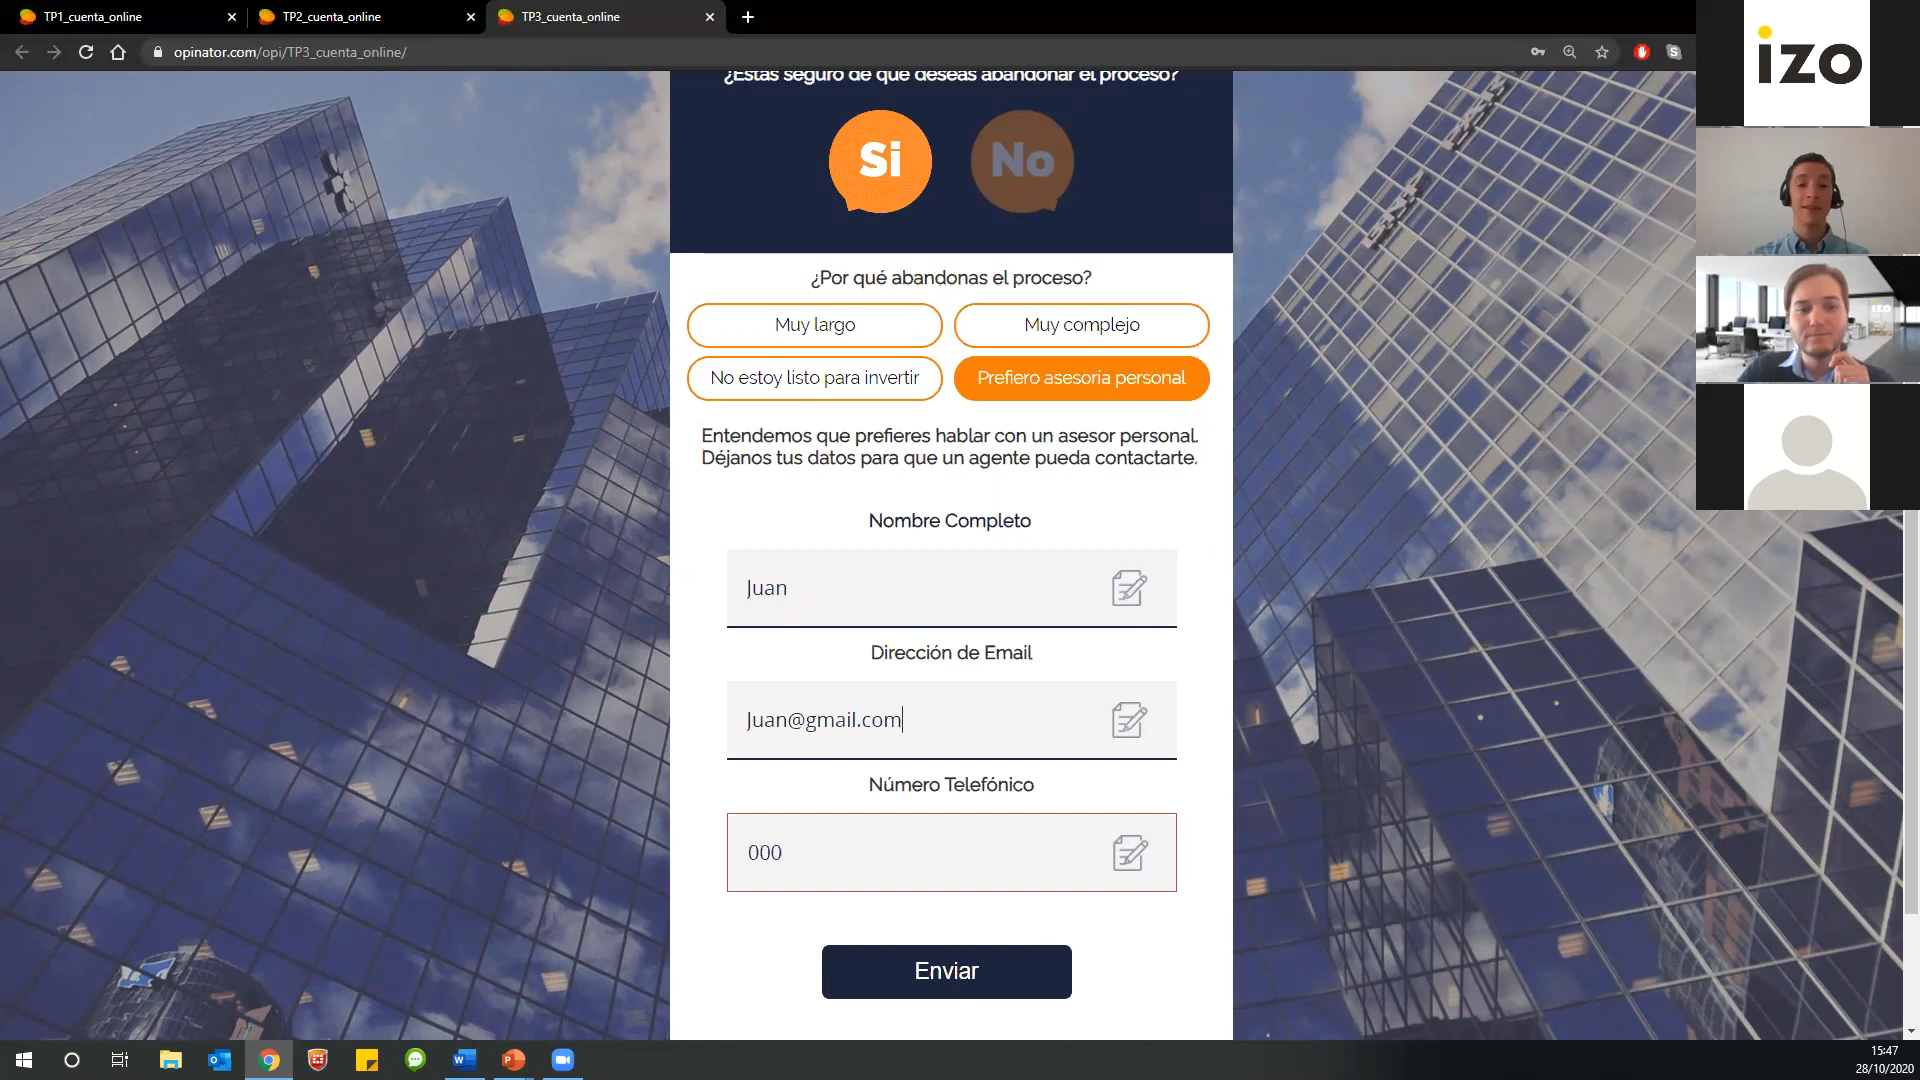 TP1_cuenta_online
TP2_cuenta_online
TP3_cuenta_online
opinator.com/opi/TP3_cuenta_online/
izo
¿Estás seguro de que deseas abandonar el proceso?
Si
No
¿Por qué abandonas el proceso?
Muy largo
Muy complejo
No estoy listo para invertir
Prefiero asesoría personal
Entendemos que prefieres hablar con un asesor personal.
Déjanos tus datos para que un agente pueda contactarte.
Nombre Completo
Juan
Dirección de Email
Juan@gmail.com
Número Telefónico
000
Enviar
izo
15:47
28/10/2020